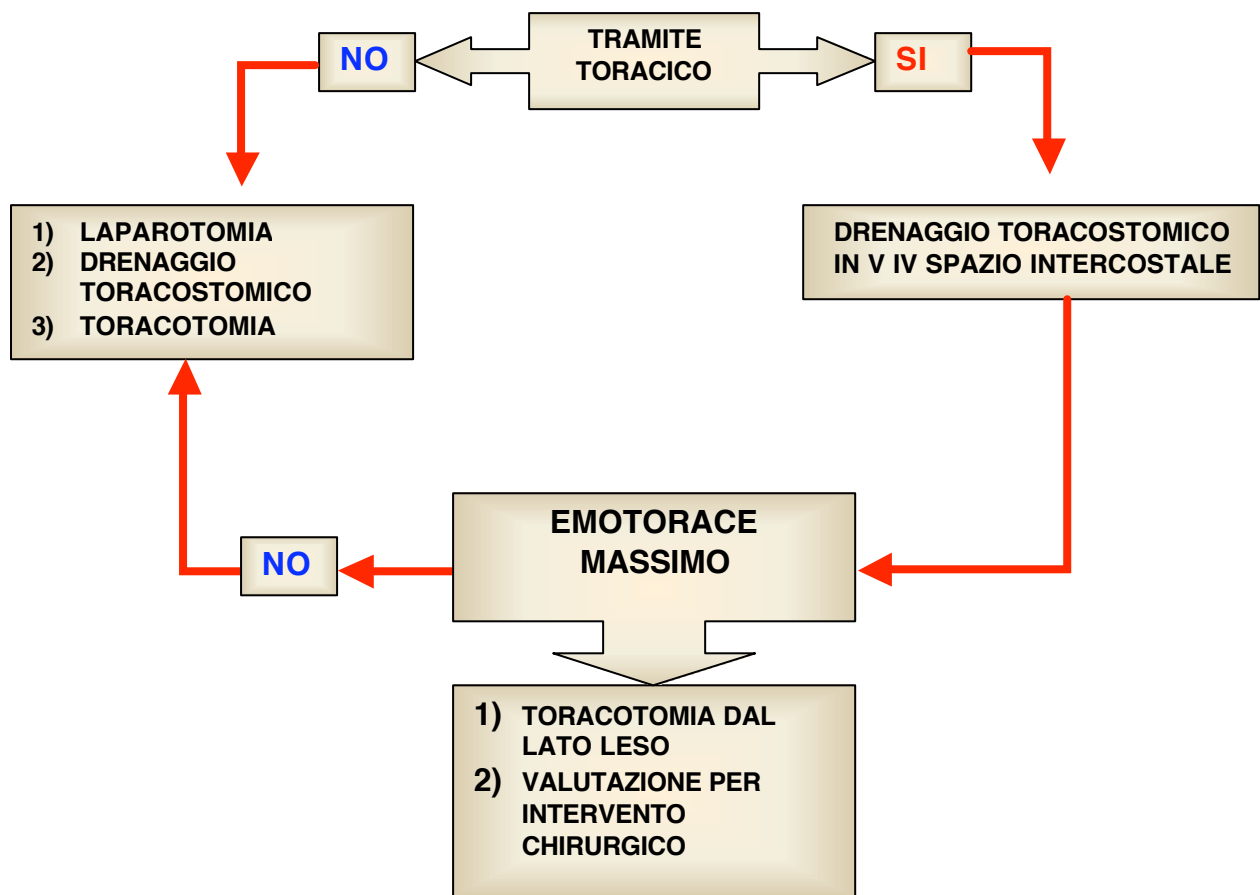 TRAMITE
TORACICO
NO
SI
1) LAPAROTOMIA
2) DRENAGGIO
TORACOSTOMICO
3) TORACOTOMIA
DRENAGGIO TORACOSTOMICO
IN V IV SPAZIO INTERCOSTALE
EMOTORACE
MASSIMO
NO
1) TORACOTOMIA DAL
LATO LESO
2) VALUTAZIONE PER
INTERVENTO
CHIRURGICO